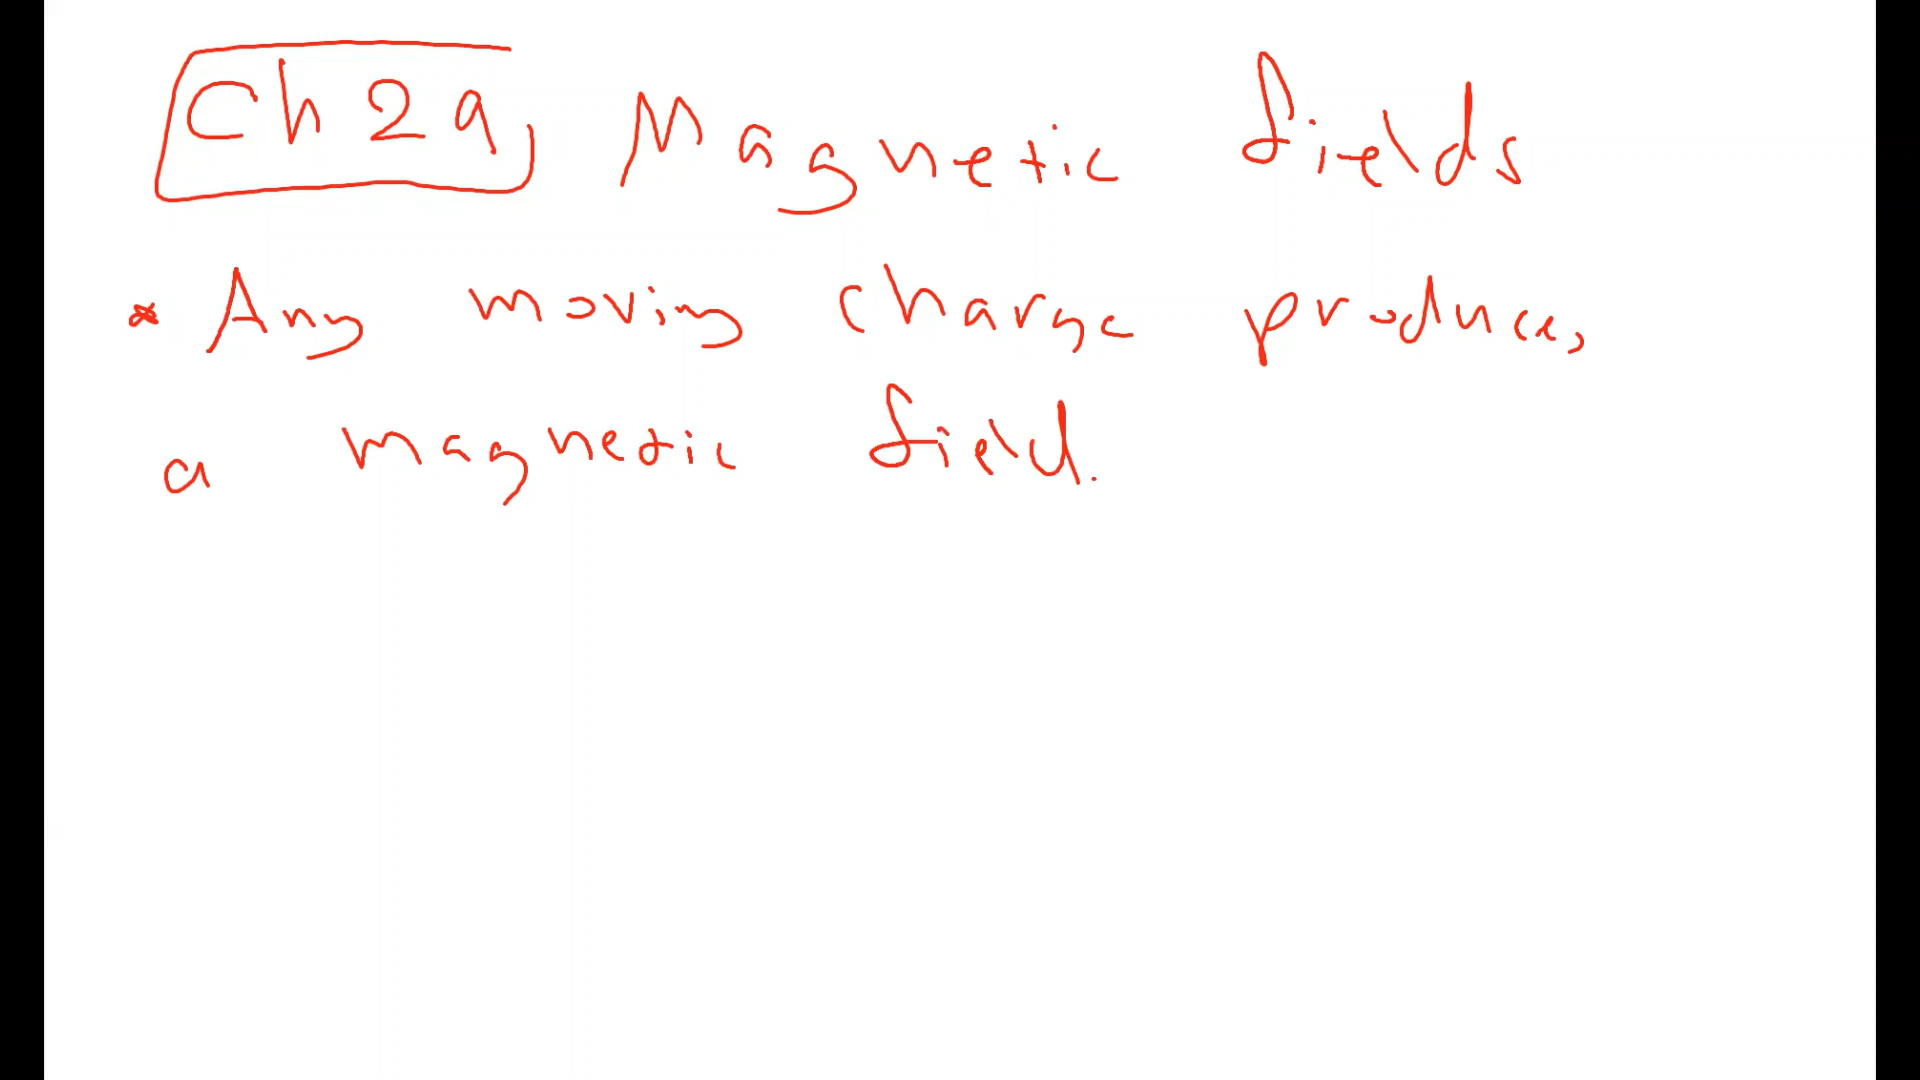 Ch 29, Magnetic fields
* Any moving charge produces
a magnetic field.